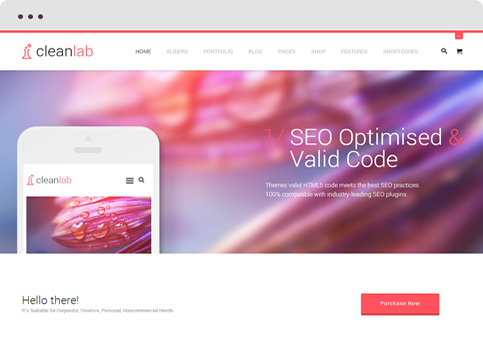 cleanlab
HOME SLIDERS PORTFOLIO BLOG PAGES SHOP FEATURES SHORTCODES
1/ SEO Optimised &
Valid Code
Themes valid HTML5 code meets the best SEO practices.
100% compatible with industry-leading SEO plugins.
cleanlab
Hello there!
It's Suitable for Corporate, Creative, Personal, Noncommercial Needs
Purchase Now